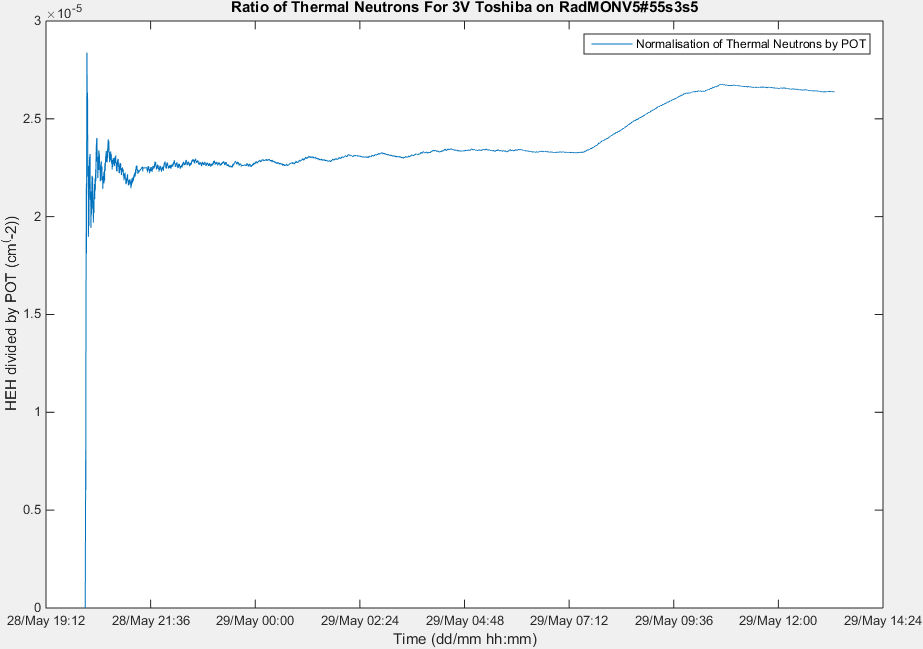 Ratio of Thermal Neutrons For 3V Toshiba on RadMONV5#55s3s5
3 ×10^-5
Normalisation of Thermal Neutrons by POT
2.5
2
1.5
1
0.5
0
HEH divided by POT (cm(-2))
28/May 19:12 28/May 21:36 29/May 00:00 29/May 02:24 29/May 04:48 29/May 07:12 29/May 09:36 29/May 12:00 29/May 14:24
Time (dd/mm hh:mm)